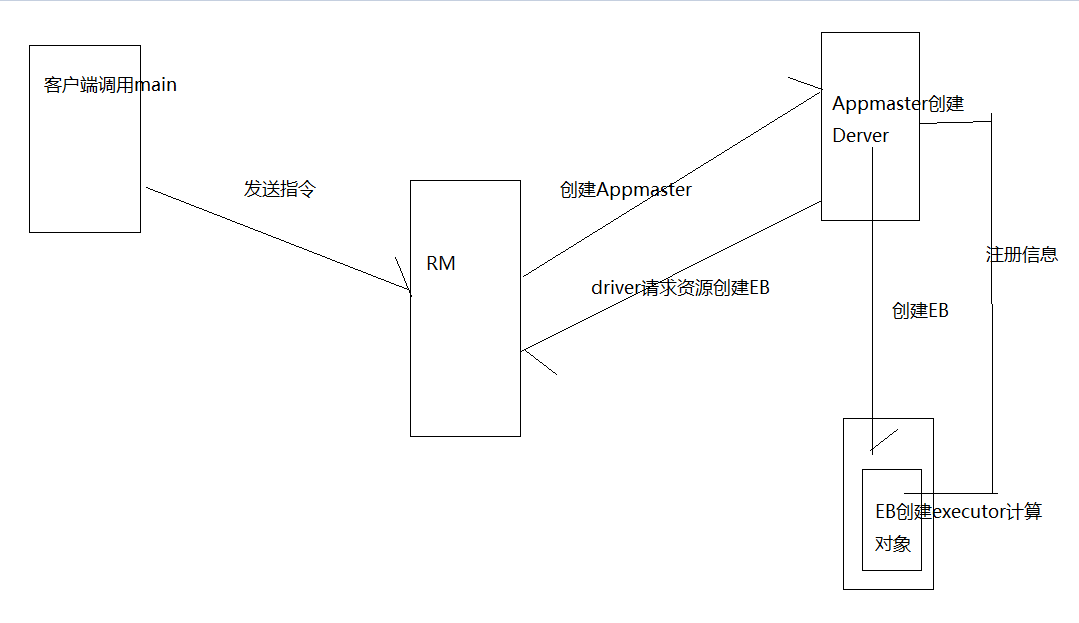 客户端调用main
发送指令
RM
创建Appmaster
driver请求资源创建EB
Appmaster创建
Derver
注册信息
创建EB
EB创建executor计算
对象